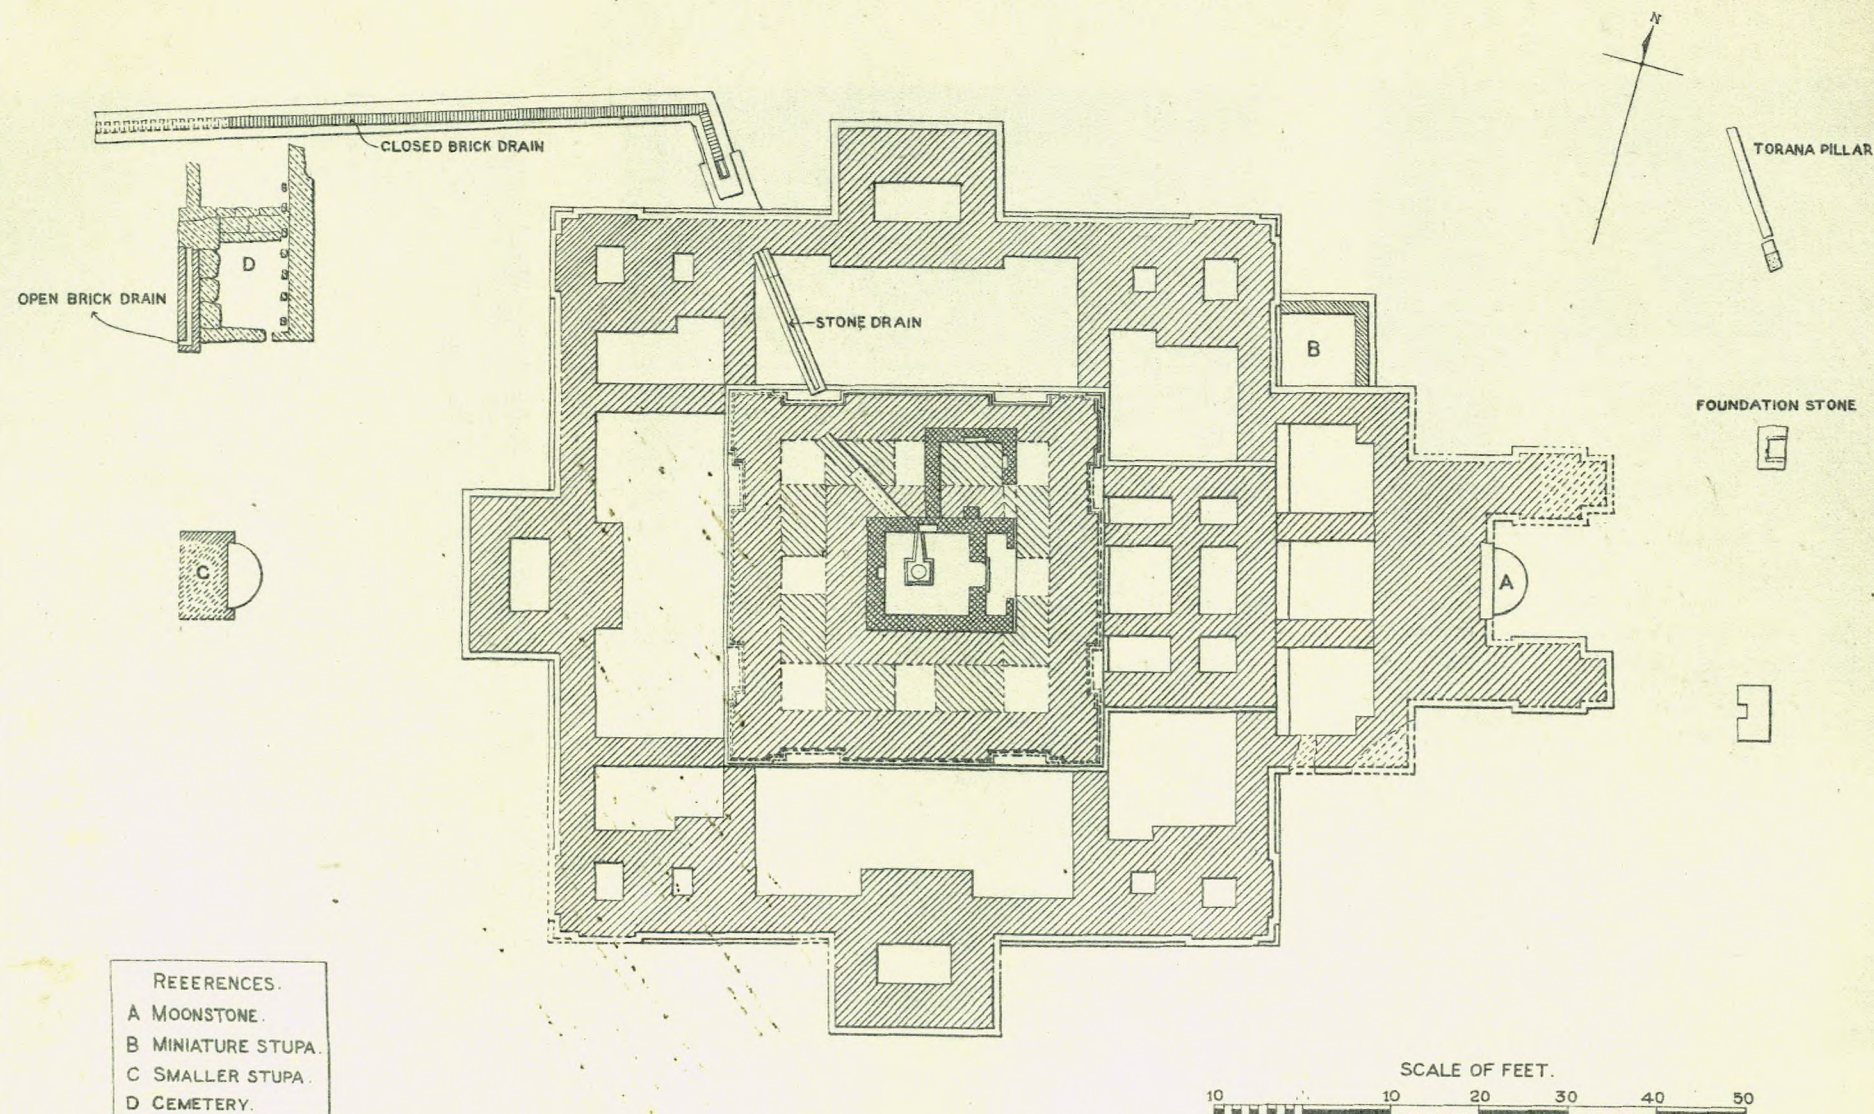 N
TORANA PILLAR
CLOSED BRICK DRAIN
D
OPEN BRICK DRAIN
STONE DRAIN
B
FOUNDATION STONE
C
A
REEERENCES.
A MOONSTONE.
B MINIATURE STUPA.
C SMALLER STUPA.
D CEMETERY.
SCALE OF FEET.
10 10 20 30 40 50